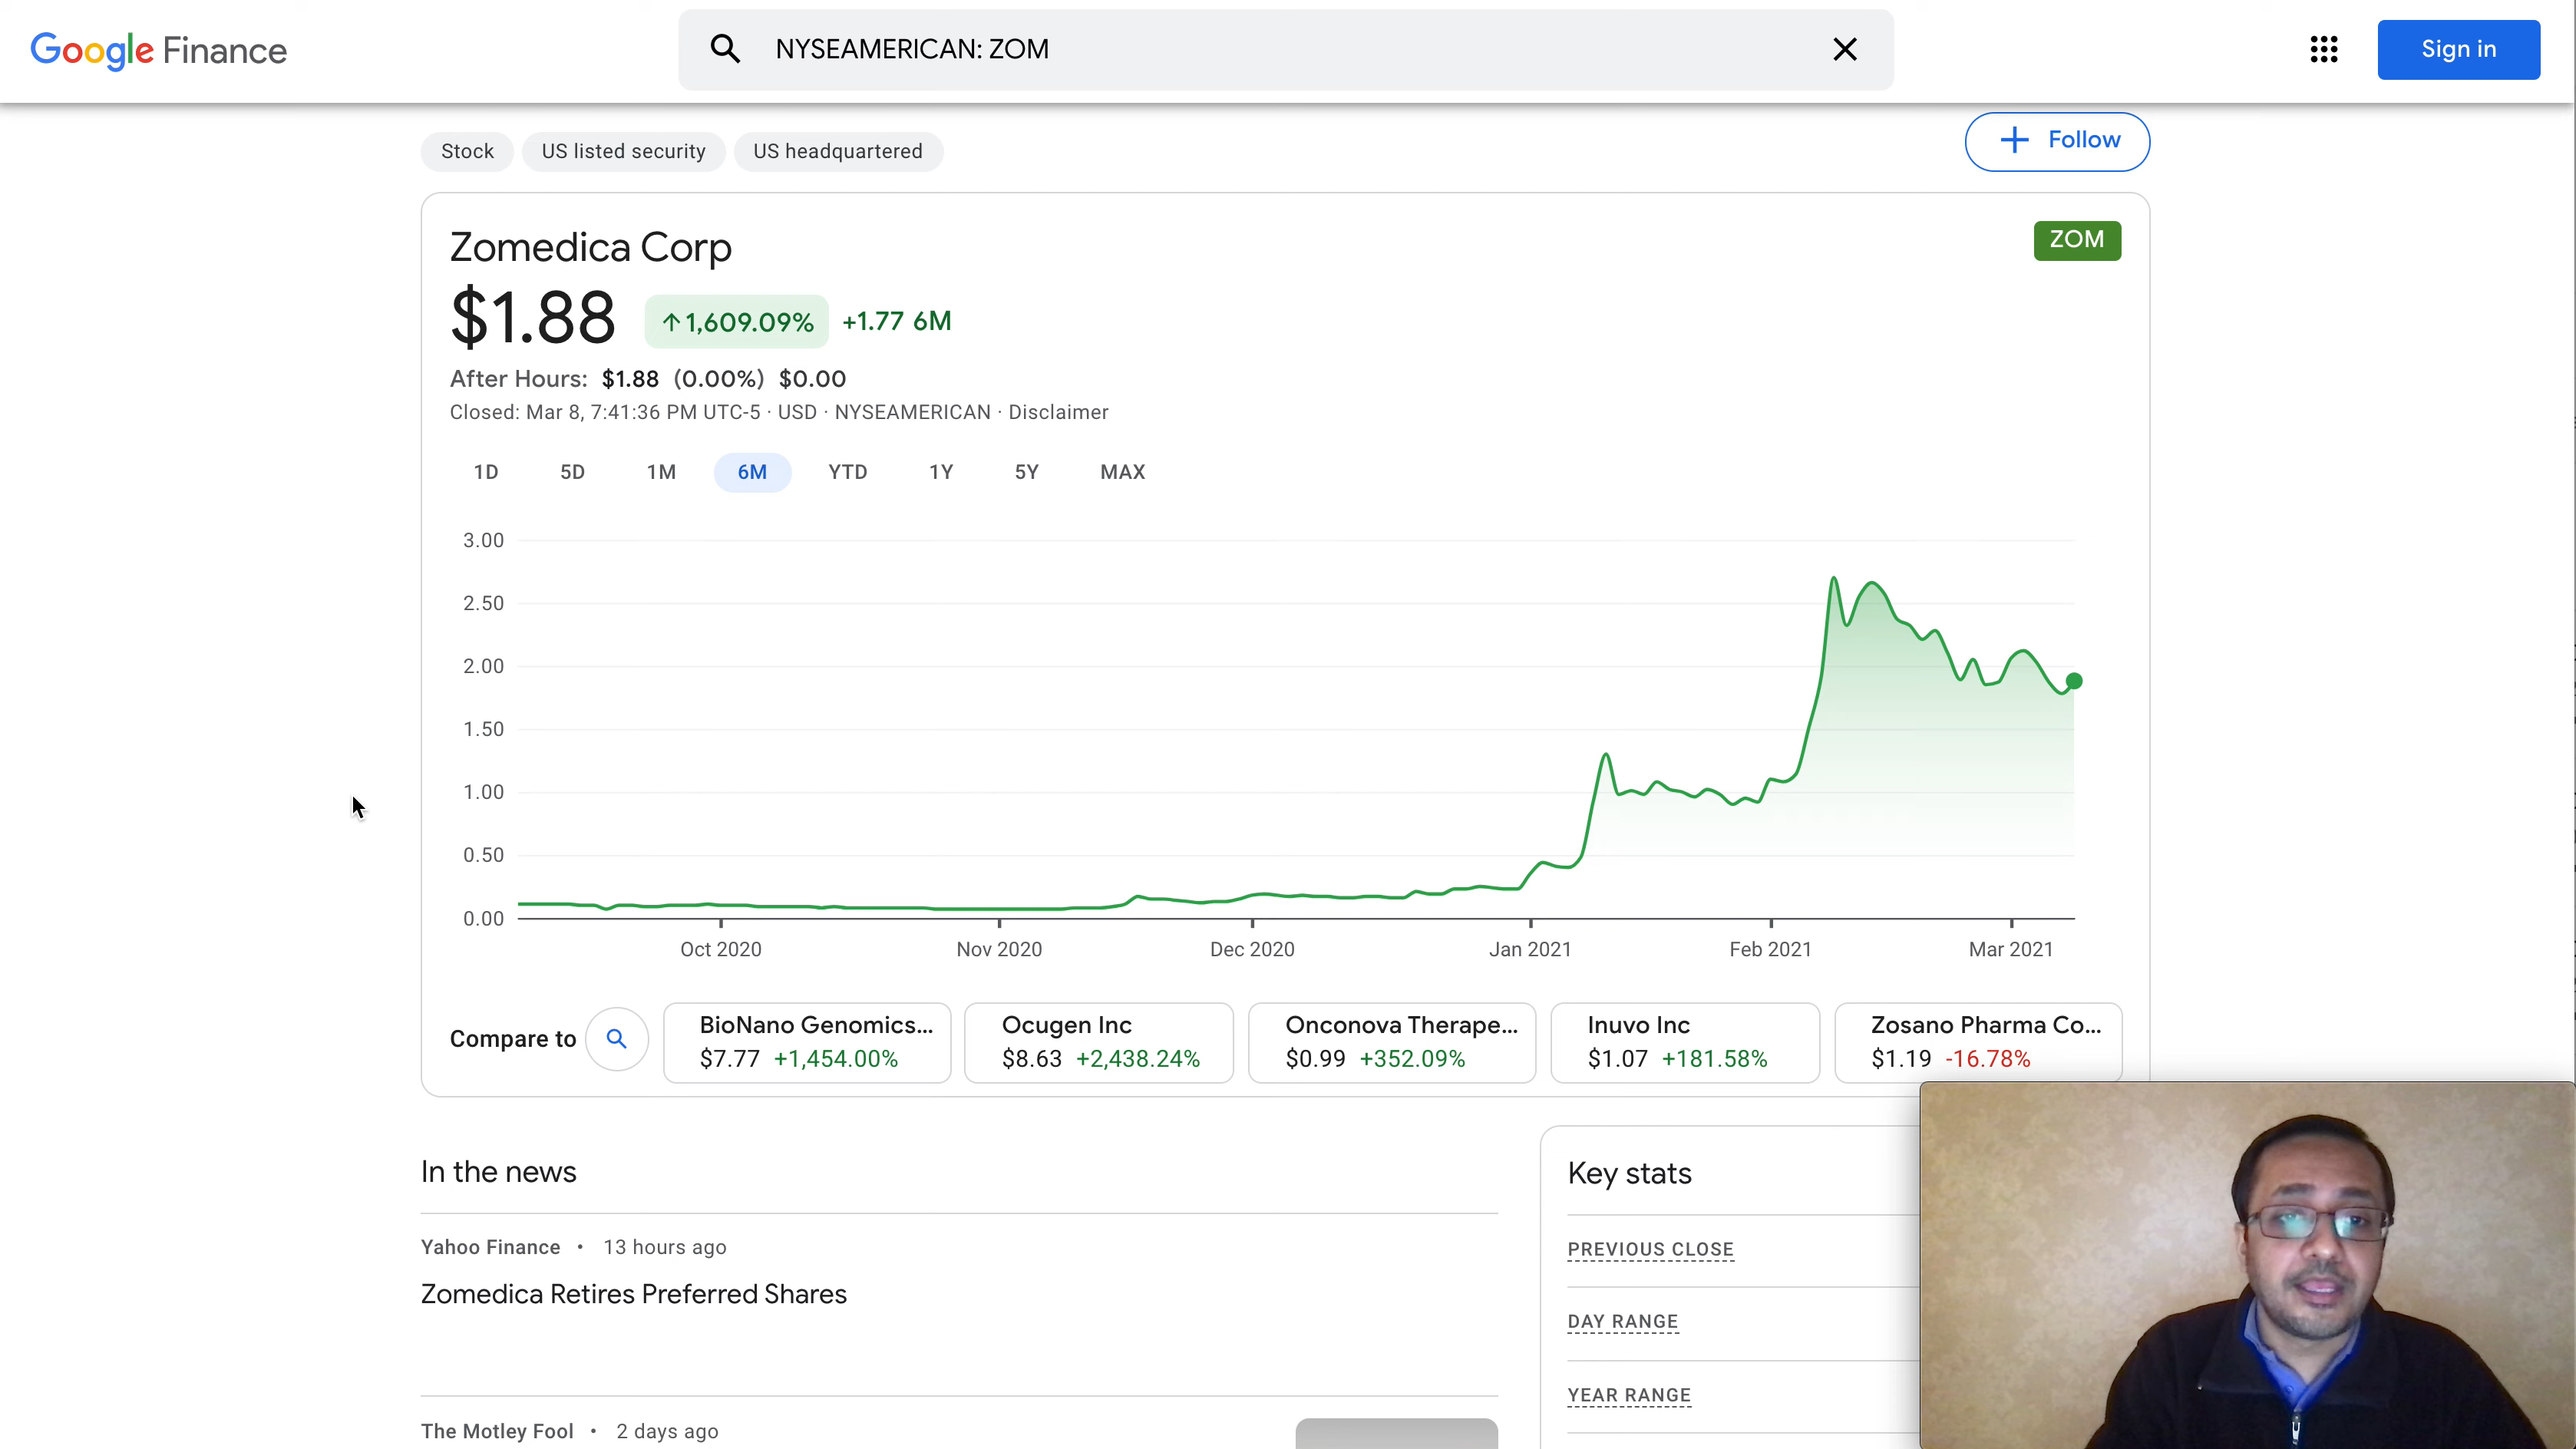 Google Finance
NYSEAMERICAN: ZOM
Sign in
Stock
US listed security
US headquartered
Follow
Zomedica Corp
ZOM
$1.88
↑1,609.09%
+1.77 6M
After Hours: $1.88 (0.00%) $0.00
Closed: Mar 8, 7:41:36 PM UTC-5 · USD · NYSEAMERICAN · Disclaimer
1D 5D 1M 6M YTD 1Y 5Y MAX
3.00
2.50
2.00
1.50
1.00
0.50
0.00
Oct 2020 Nov 2020 Dec 2020 Jan 2021 Feb 2021 Mar 2021
Compare to
BioNano Genomics...
$7.77 +1,454.00%
Ocugen Inc
$8.63 +2,438.24%
Onconova Therape...
$0.99 +352.09%
Inuvo Inc
$1.07 +181.58%
Zosano Pharma Co...
$1.19 -16.78%
In the news
Yahoo Finance • 13 hours ago
Zomedica Retires Preferred Shares
The Motley Fool • 2 days ago
Key stats
PREVIOUS CLOSE
DAY RANGE
YEAR RANGE